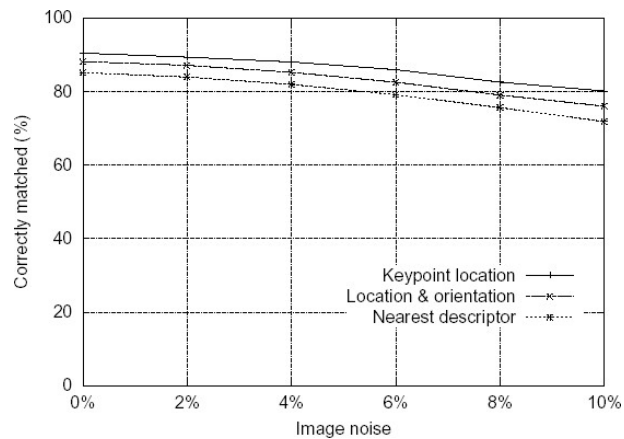 100
80
60
40
20
0
Correctly matched (%)
Keypoint location
Location & orientation
Nearest descriptor
0% 2% 4% 6% 8% 10%
Image noise